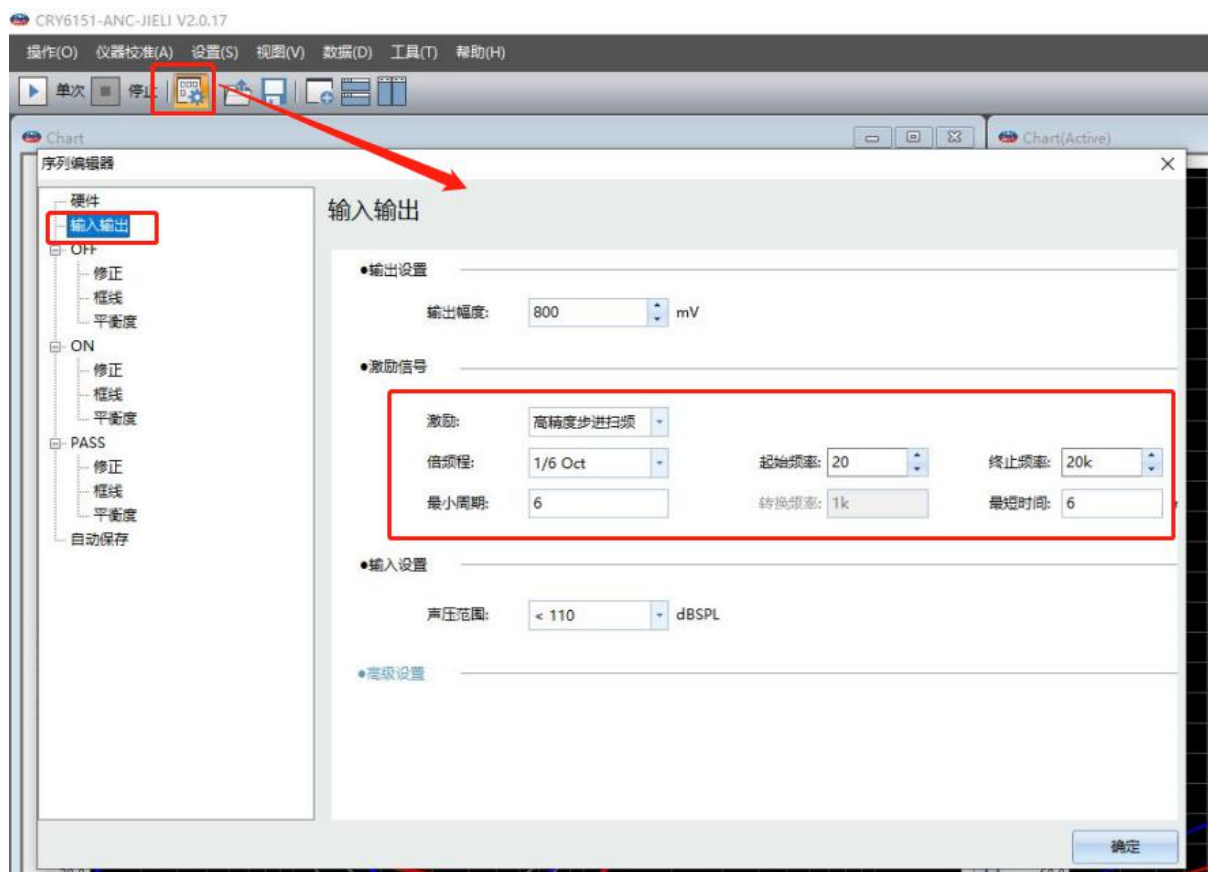 CRY6151-ANC-JIELI V2.0.17
操作(O) 仪器校准(A) 设置(S) 视图(V) 数据(D) 工具(T) 帮助(H)
单次 停止
Chart Chart(Active)
序列编辑器
硬件
输入输出
OFF
修正
框线
平衡度
ON
修正
框线
平衡度
PASS
修正
框线
平衡度
自动保存
输入输出
●输出设置
输出幅度: 800 mV
●激励信号
激励: 高精度步进扫频
倍频程: 1/6 Oct 起始频率: 20 终止频率: 20k
最小周期: 6 转换频率: 1k 最短时间: 6
●输入设置
声压范围: < 110 dBSPL
●高级设置
确定